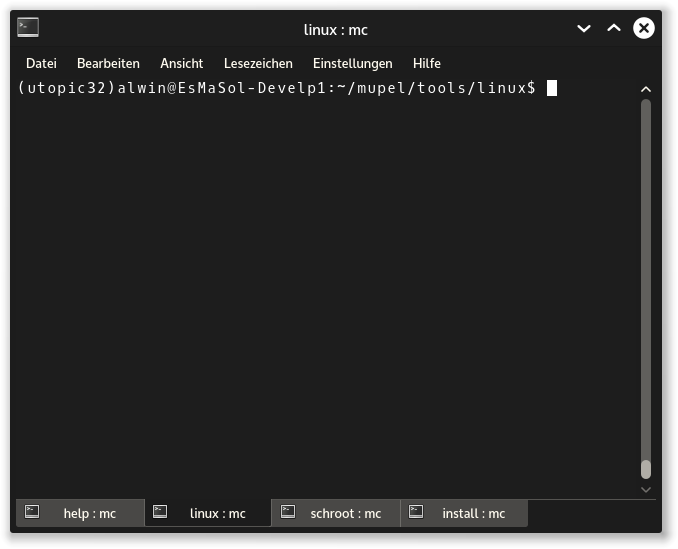 linux : mc
Datei Bearbeiten Ansicht Lesezeichen Einstellungen Hilfe
(utopic32)alwin@EsMaSol-Develp1:~/mupel/tools/linux$
help : mc linux : mc schroot : mc install : mc